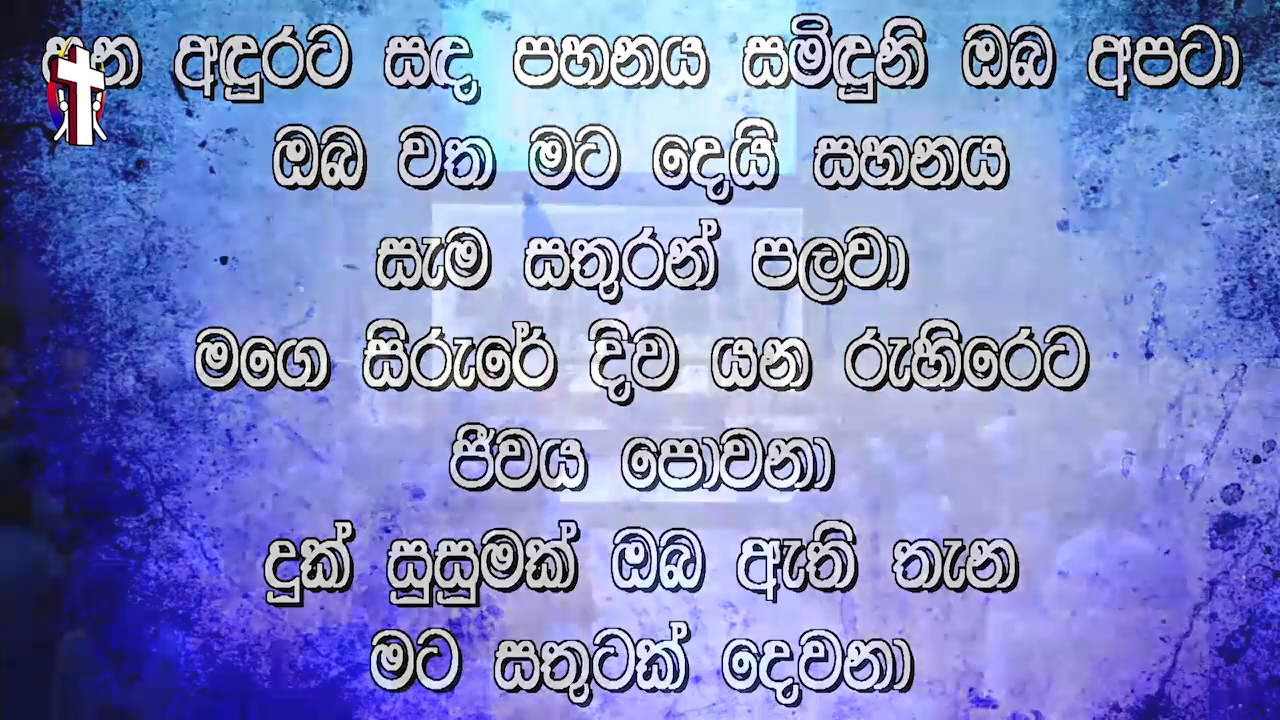 අඳුරට සඳ පහනය සමිඳුනි ඔබ අපටා
ඔබ වත මට දෙයි සහනය
සැම සතුරන් පලවා
මගෙ සිරුරේ දිව යන රුහිරෙට
ජීවය පොවනා
දුක් සුසුමක් ඔබ ඇති තැන
මට සතුටක් දෙවනා